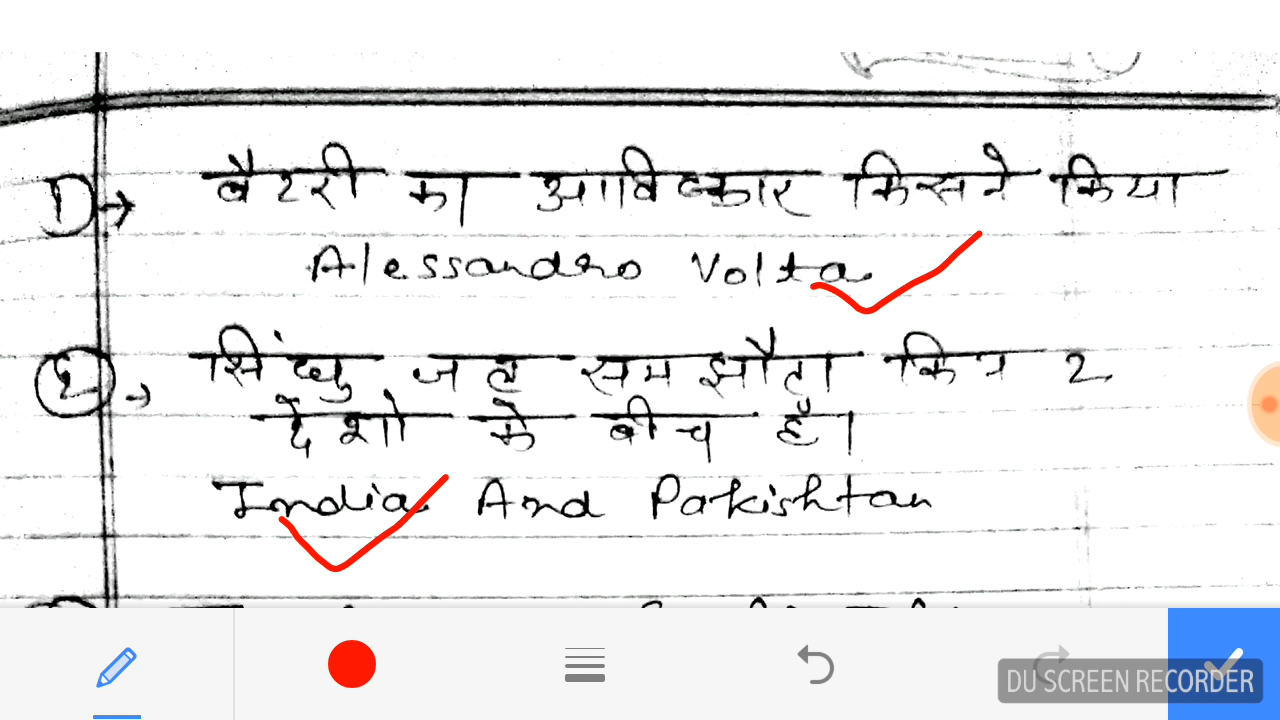 1) → बैटरी का आविष्कार किसने किया
Alessandro Volta
2 → सिंधु जल समझौता किन 2
देशो के बीच है।
India And Pakishtan
DU SCREEN RECORDER